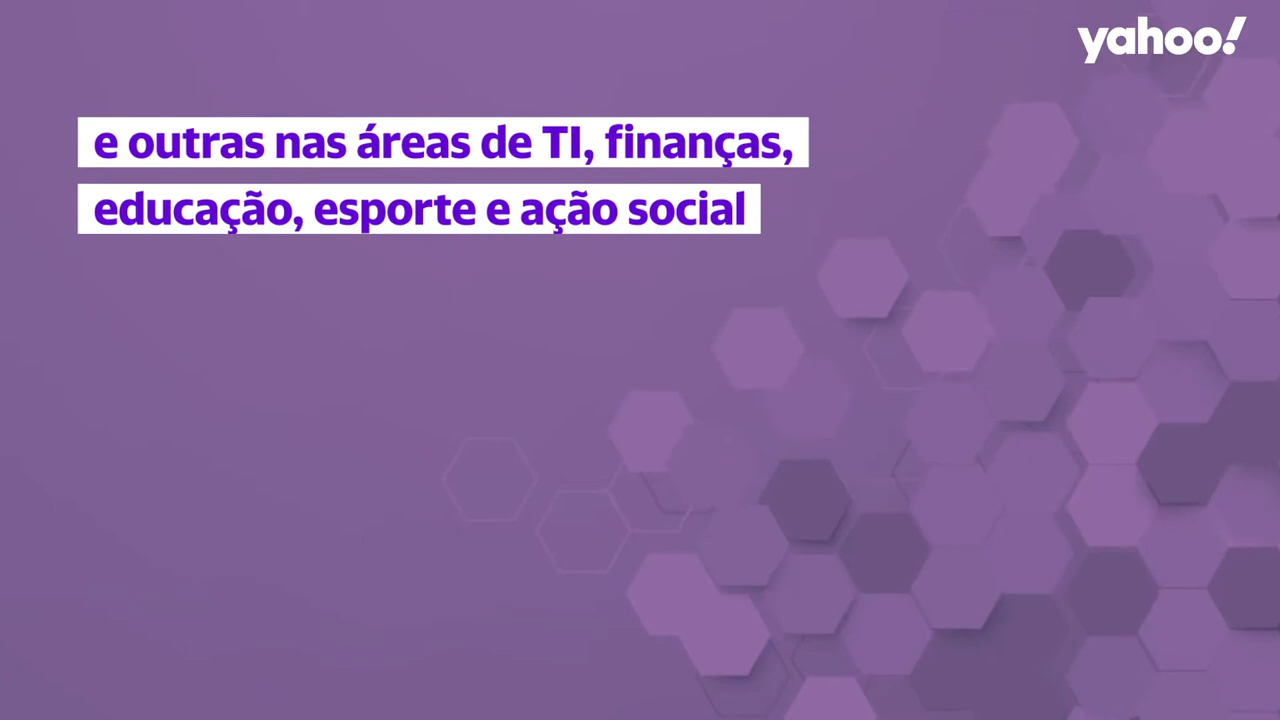 yahoo!
e outras nas áreas de TI, finanças,
educação, esporte e ação social